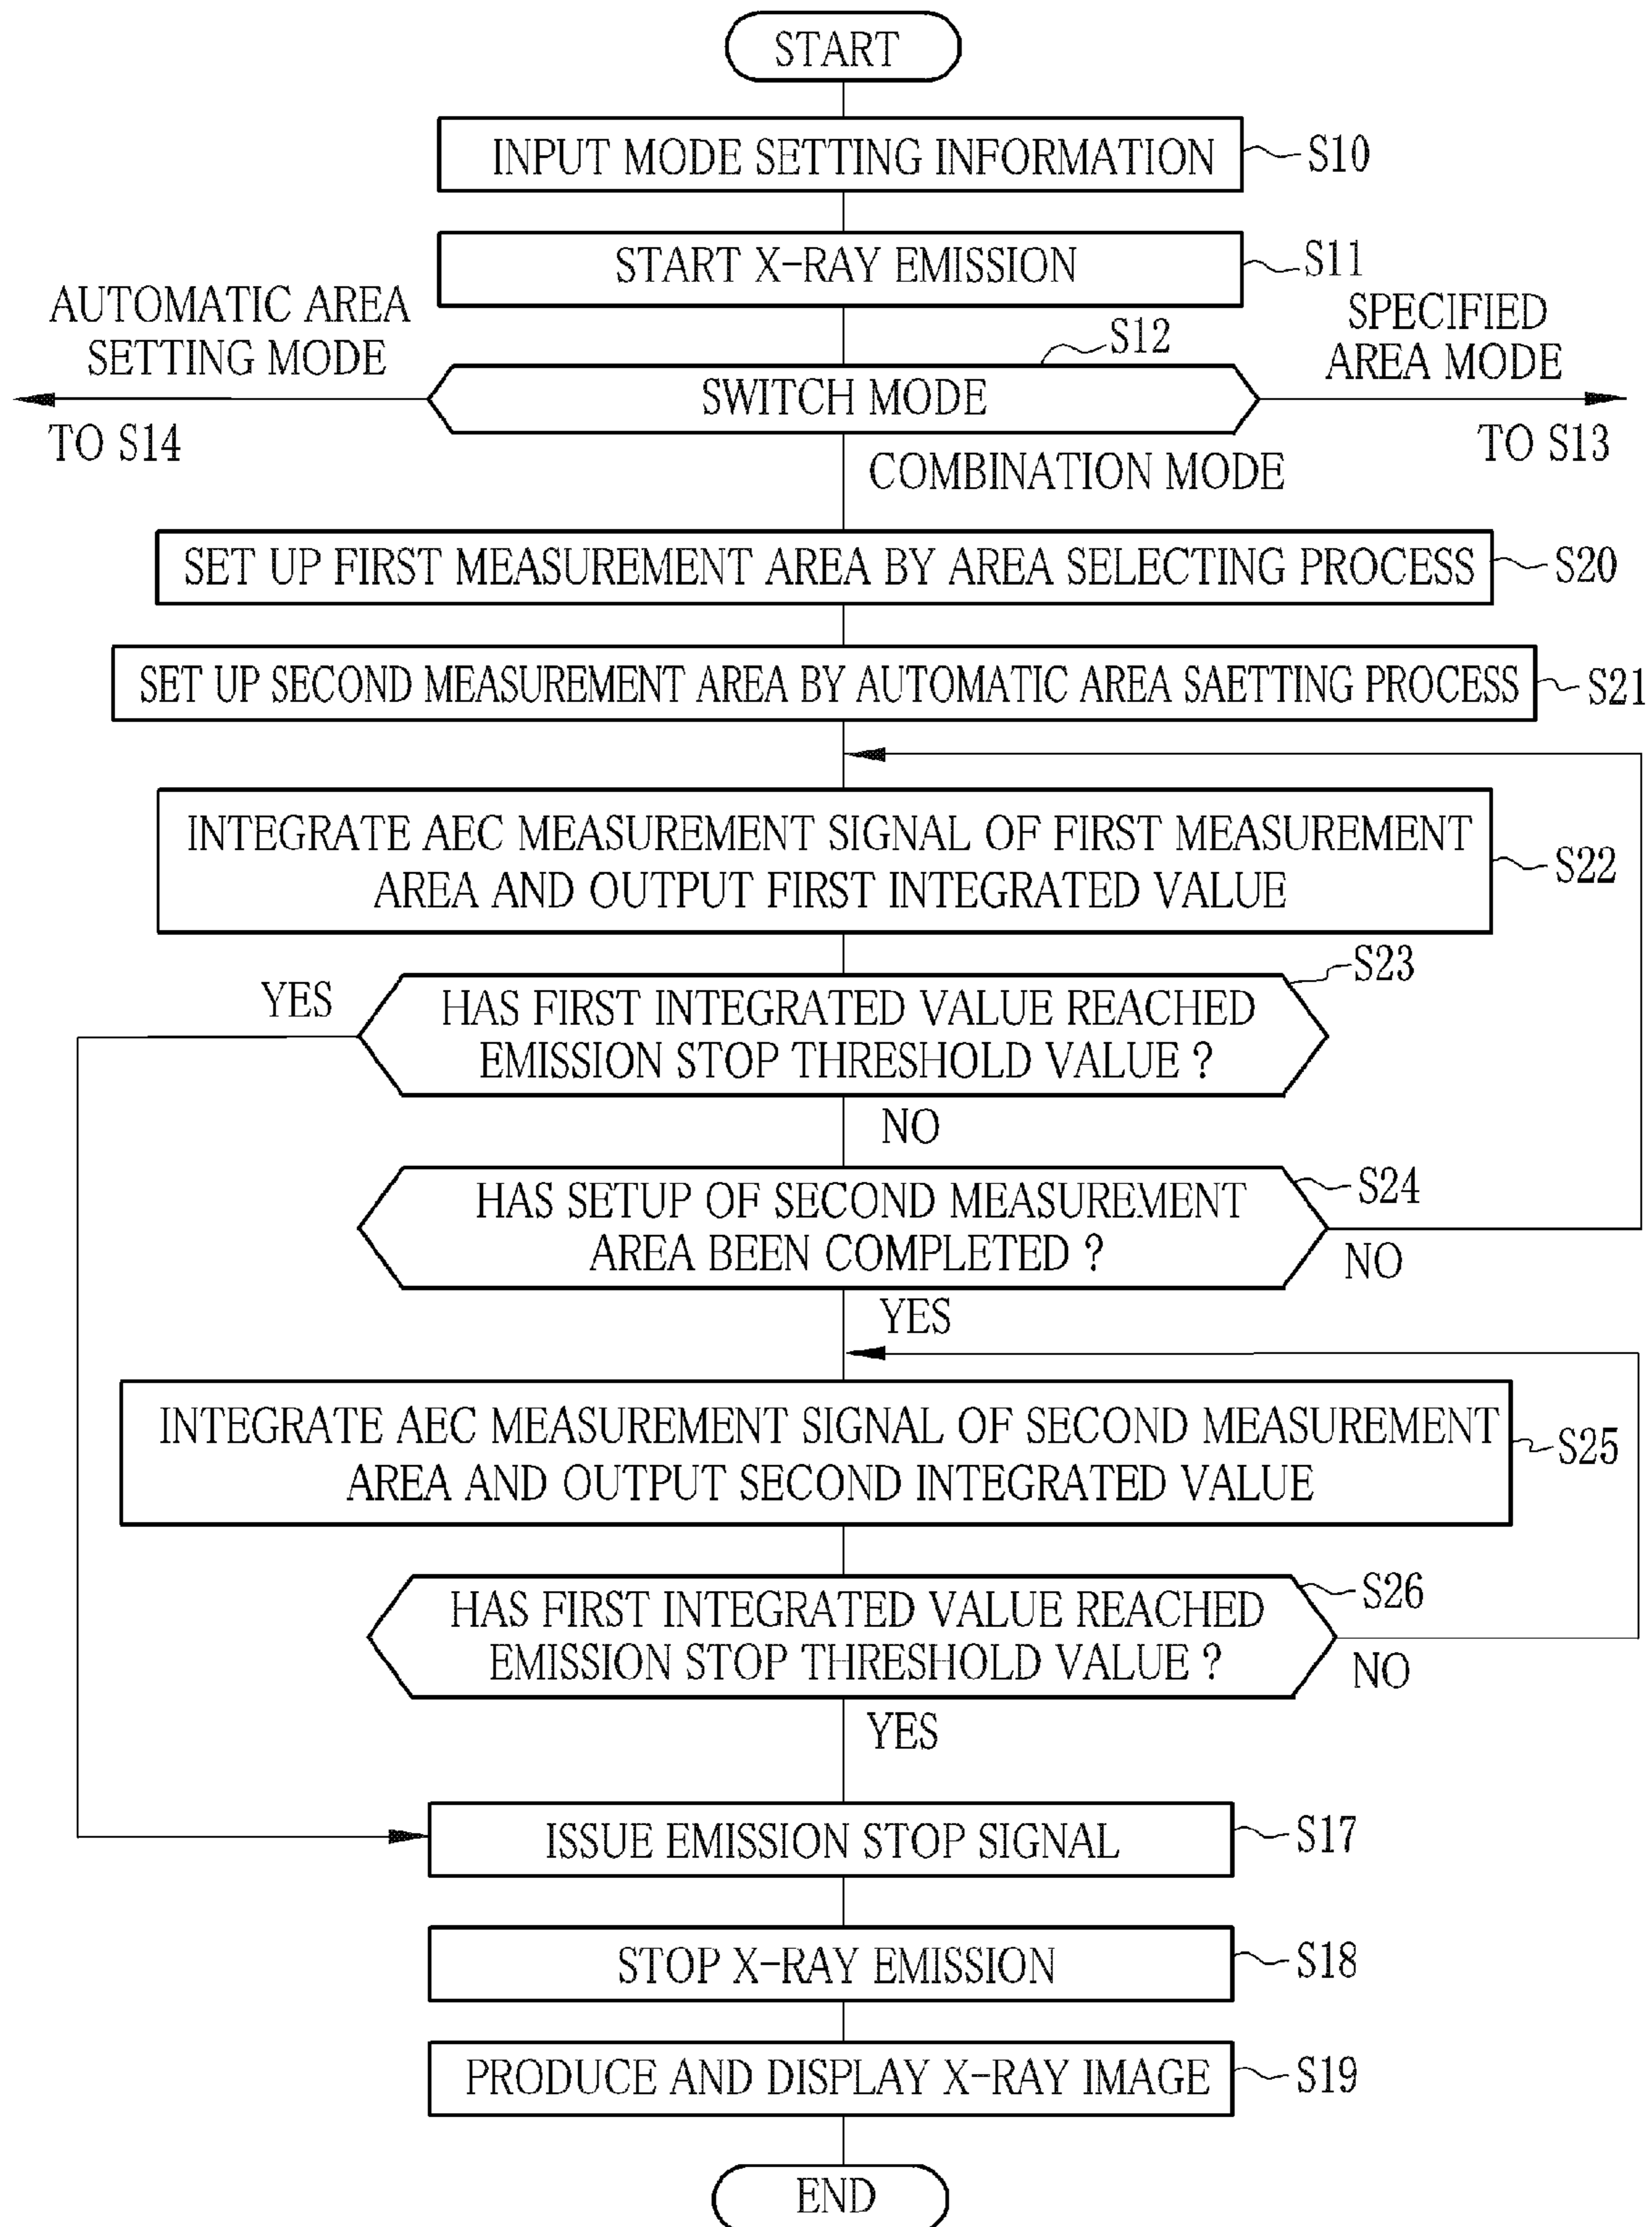 START
INPUT MODE SETTING INFORMATION
S10
START X-RAY EMISSION
S11
AUTOMATIC AREA
SETTING MODE
SPECIFIED
AREA MODE
S12
SWITCH MODE
TO S14
TO S13
COMBINATION MODE
SET UP FIRST MEASUREMENT AREA BY AREA SELECTING PROCESS
S20
SET UP SECOND MEASUREMENT AREA BY AUTOMATIC AREA SAETTING PROCESS
S21
INTEGRATE AEC MEASUREMENT SIGNAL OF FIRST MEASUREMENT
AREA AND OUTPUT FIRST INTEGRATED VALUE
S22
S23
YES
HAS FIRST INTEGRATED VALUE REACHED
EMISSION STOP THRESHOLD VALUE ?
NO
S24
HAS SETUP OF SECOND MEASUREMENT
AREA BEEN COMPLETED ?
NO
YES
INTEGRATE AEC MEASUREMENT SIGNAL OF SECOND MEASUREMENT
AREA AND OUTPUT SECOND INTEGRATED VALUE
S25
S26
HAS FIRST INTEGRATED VALUE REACHED
EMISSION STOP THRESHOLD VALUE ?
NO
YES
ISSUE EMISSION STOP SIGNAL
S17
STOP X-RAY EMISSION
S18
PRODUCE AND DISPLAY X-RAY IMAGE
S19
END